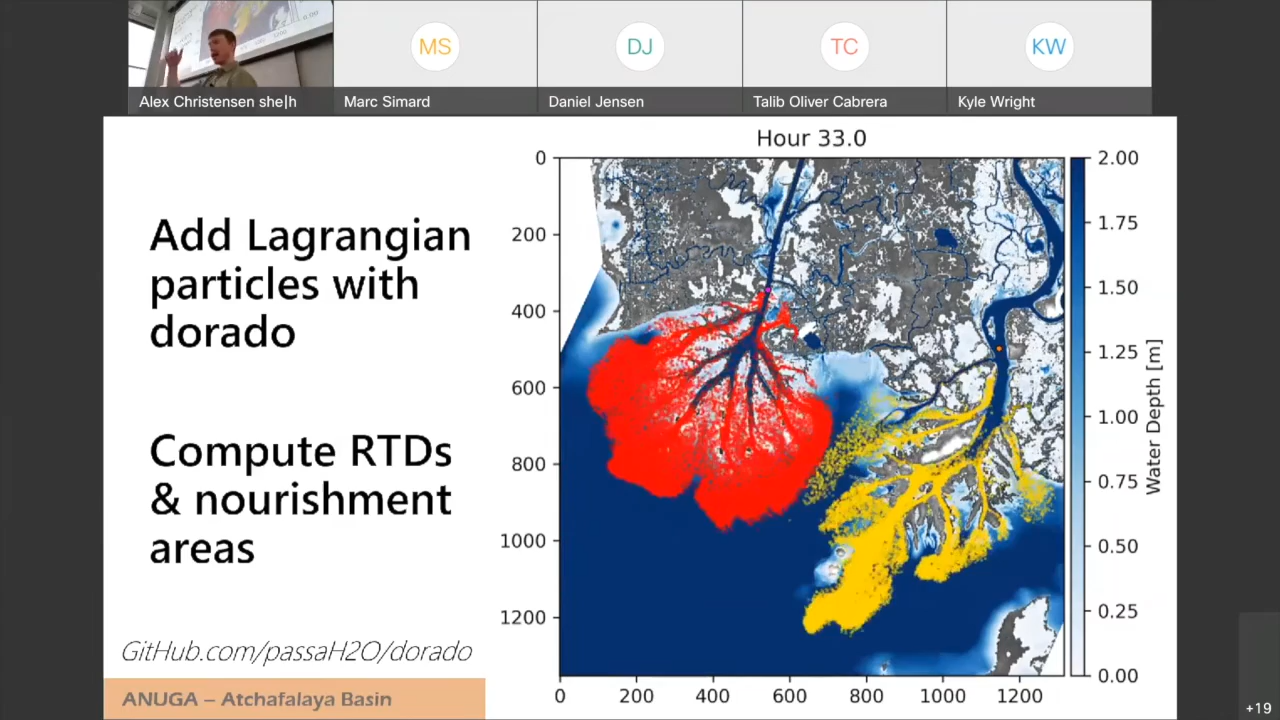 MS
DJ
TC
KW
Alex Christensen she|h
Marc Simard
Daniel Jensen
Talib Oliver Cabrera
Kyle Wright
Add Lagrangian
particles with
dorado
Compute RTDs
& nourishment
areas
GitHub.com/passaH2O/dorado
ANUGA – Atchafalaya Basin
Hour 33.0
0
200
400
600
800
1000
1200
0
200
400
600
800
1000
1200
2.00
1.75
1.50
1.25
1.00
0.75
0.50
0.25
0.00
Water Depth [m]
+19